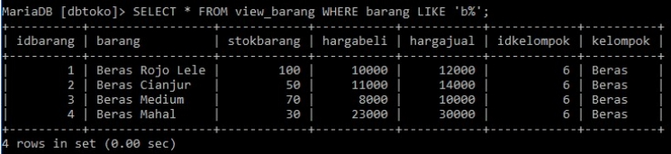 MariaDB [dbtoko]> SELECT * FROM view_barang WHERE barang LIKE 'b%';
+----------+-----------------+------------+-----------+-----------+------------+----------+
| idbarang | barang          | stokbarang | hargabeli | hargajual | idkelompok | kelompok |
+----------+-----------------+------------+-----------+-----------+------------+----------+
|        1 | Beras Rojo Lele |        100 |     10000 |     12000 |          6 | Beras    |
|        2 | Beras Cianjur   |         50 |     11000 |     14000 |          6 | Beras    |
|        3 | Beras Medium    |         70 |      8000 |     10000 |          6 | Beras    |
|        4 | Beras Mahal     |         30 |     23000 |     30000 |          6 | Beras    |
+----------+-----------------+------------+-----------+-----------+------------+----------+
4 rows in set (0.00 sec)